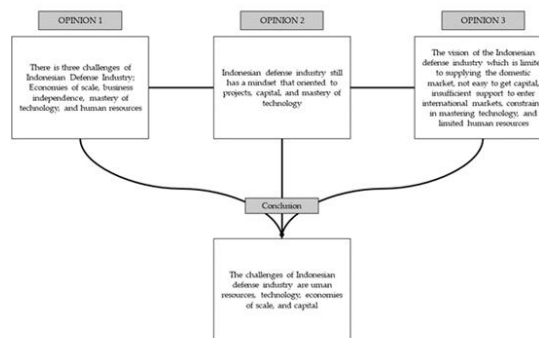 OPINION 1
OPINION 2
OPINION 3
There is three challenges of
Indonesian Defense Industry;
Economies of scale, business
independence, mastery of
technology, and human resources
Indonesian defense industry still
has a mindset that oriented to
projects, capital, and mastery of
technology
The vision of the Indonesian
defense industry which is limite
to supplying the domestic
market, not easy to get capital,
insufficient support to enter
international markets, constrain
in mastering technology, and
limited human resources
Conclusion
The challenges of Indonesian
defense industry are uman
resources, technology, economies
of scale, and capital